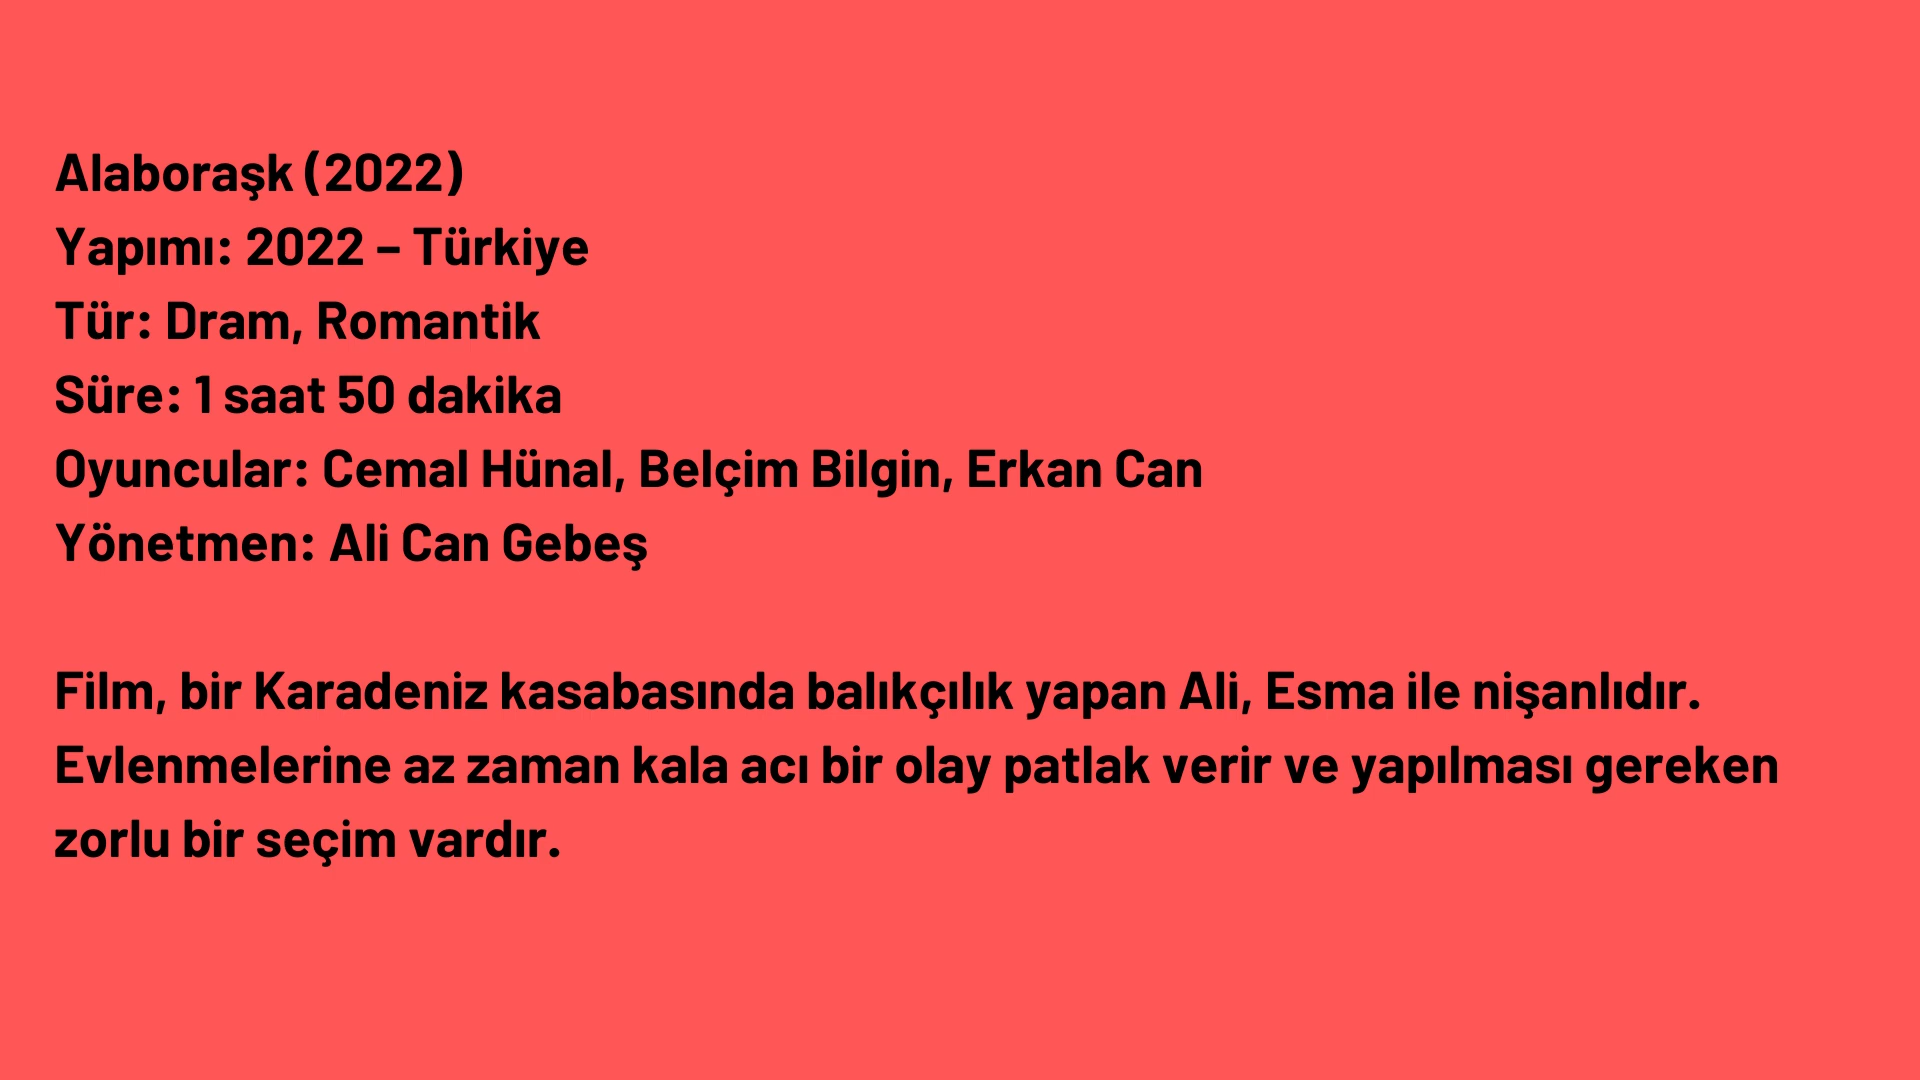 Alaboraşk (2022)
Yapımı: 2022 – Türkiye
Tür: Dram, Romantik
Süre: 1 saat 50 dakika
Oyuncular: Cemal Hünal, Belçim Bilgin, Erkan Can
Yönetmen: Ali Can Gebeş
Film, bir Karadeniz kasabasında balıkçılık yapan Ali, Esma ile nişanlıdır.
Evlenmelerine az zaman kala acı bir olay patlak verir ve yapılması gereken
zorlu bir seçim vardır.